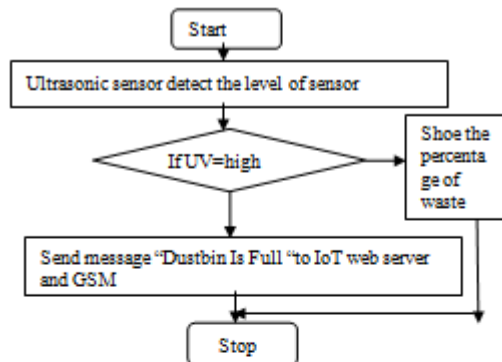 Start
Ultrasonic sensor detect the level of sensor
If UV=high
Shoe the
percenta
ge of
waste
Send message “Dustbin Is Full “to IoT web server
and GSM
Stop